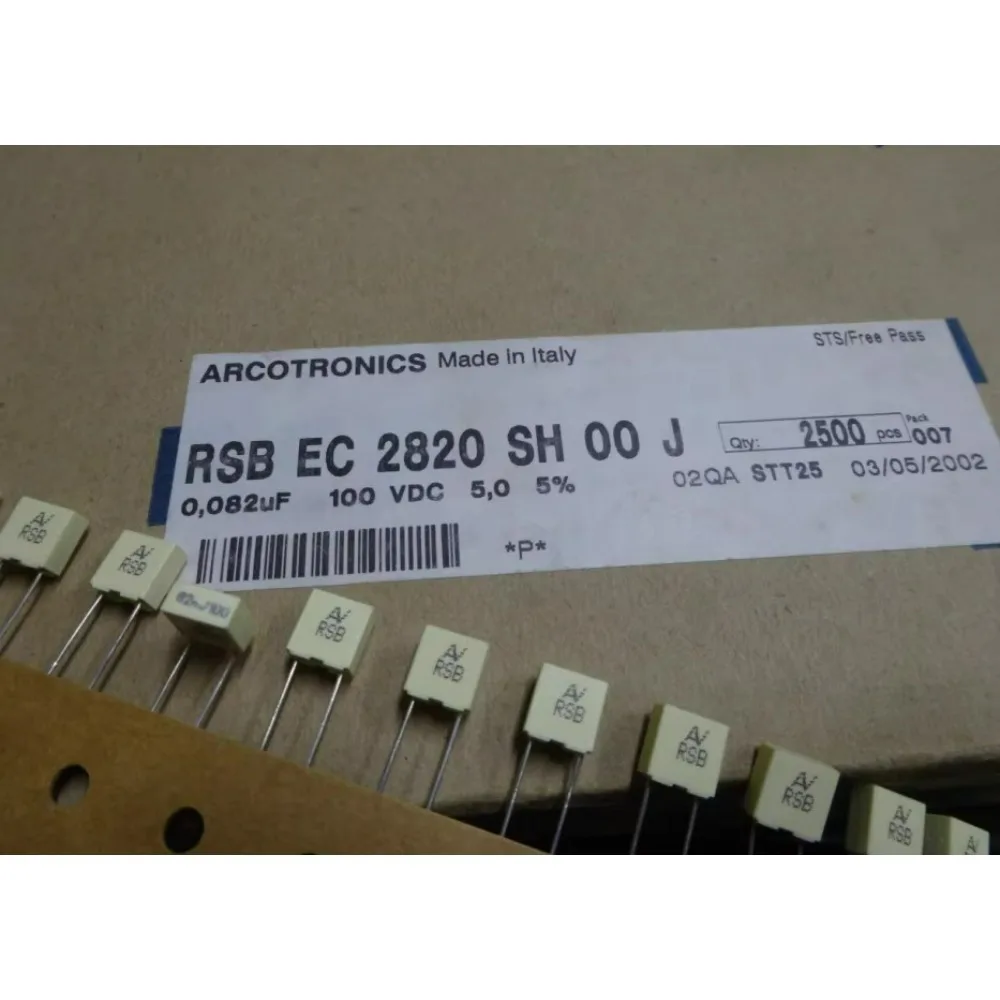 ARCOTRONICS Made in Italy
STS/Free Pass
RSB EC 2820 SH 00 J
Qty: 2500 pcs
Pack
007
0,082uF 100 VDC 5,0 5%
02QA STT25 03/05/2002
*P*
RSB
RSB
82nJ100
RSB
RSB
RSB
RSB
RSB
RSB